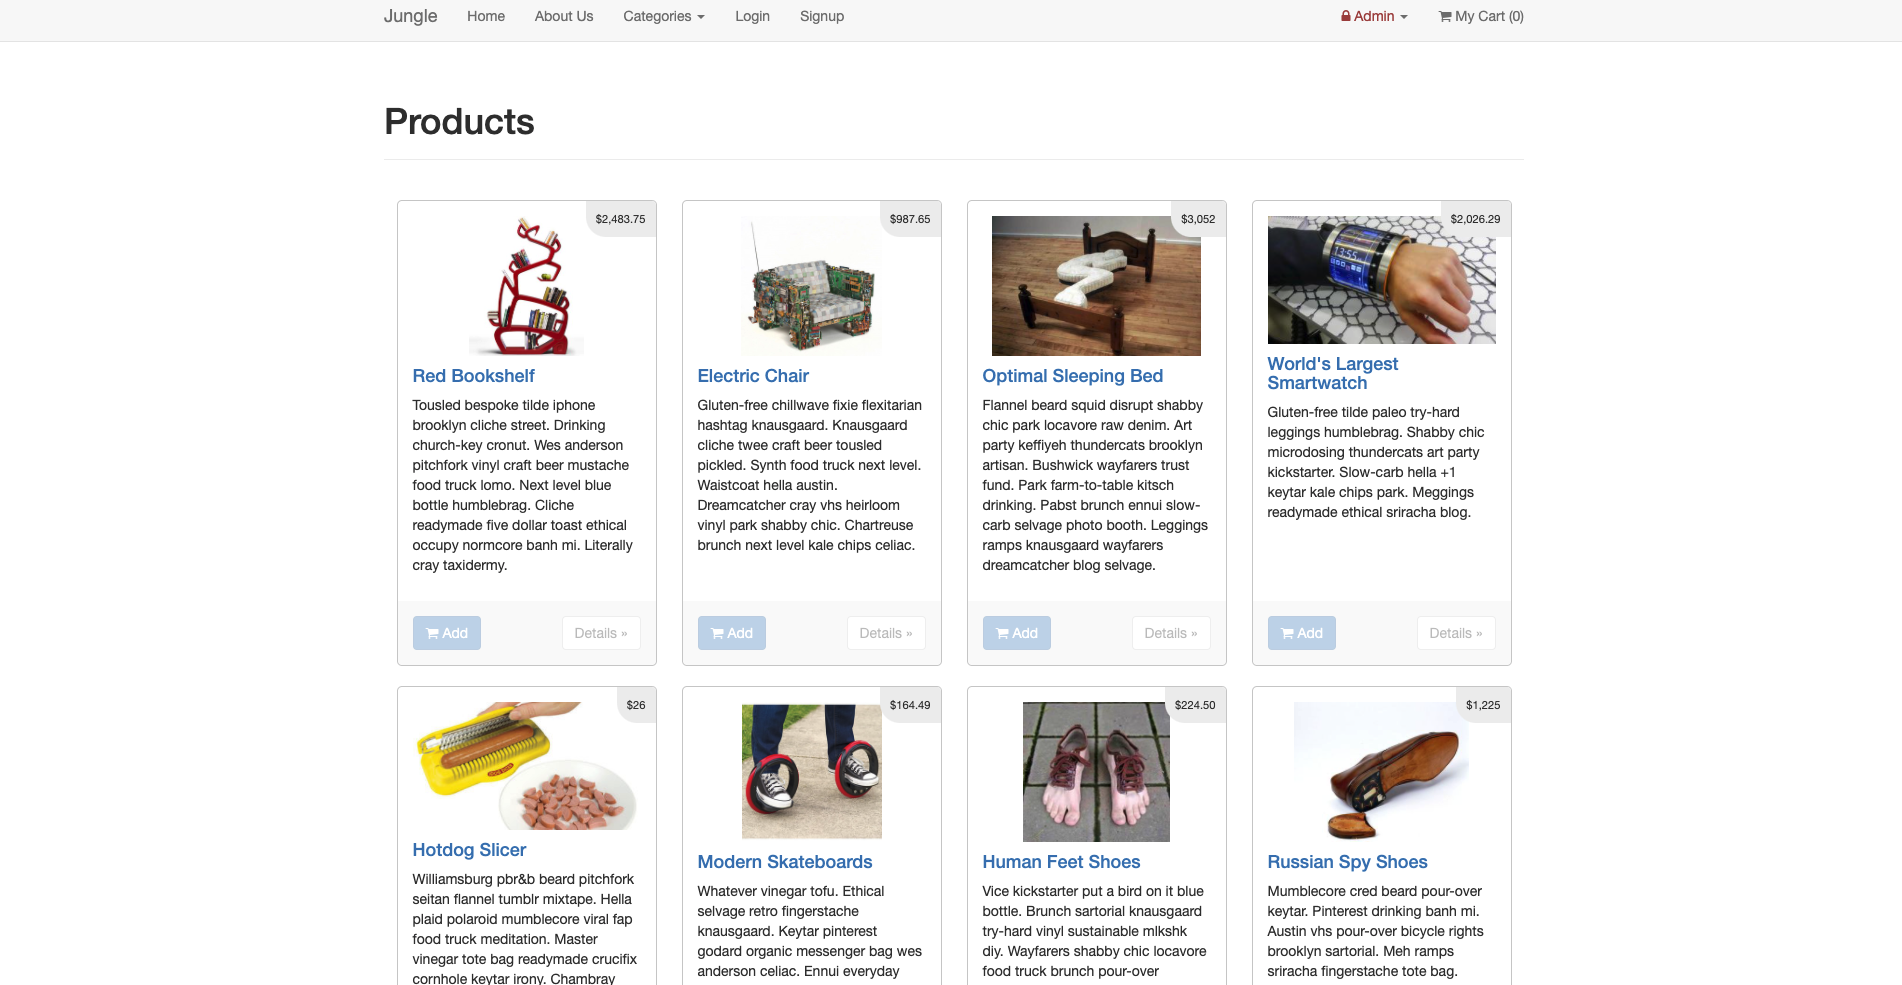 Jungle Home About Us Categories Login Signup Admin My Cart (0)
Products
$2,483.75
Red Bookshelf
Tousled bespoke tilde iphone
brooklyn cliche street. Drinking
church-key cronut. Wes anderson
pitchfork vinyl craft beer mustache
food truck lomo. Next level blue
bottle humblebrag. Cliche
readymade five dollar toast ethical
occupy normcore banh mi. Literally
cray taxidermy.
Add Details »
$987.65
Electric Chair
Gluten-free chillwave fixie flexitarian
hashtag knausgaard. Knausgaard
cliche twee craft beer tousled
pickled. Synth food truck next level.
Waistcoat hella austin.
Dreamcatcher cray vhs heirloom
vinyl park shabby chic. Chartreuse
brunch next level kale chips celiac.
Add Details »
$3,052
Optimal Sleeping Bed
Flannel beard squid disrupt shabby
chic park locavore raw denim. Art
party keffiyeh thundercats brooklyn
artisan. Bushwick wayfarers trust
fund. Park farm-to-table kitsch
drinking. Pabst brunch ennui slow-
carb selvage photo booth. Leggings
ramps knausgaard wayfarers
dreamcatcher blog selvage.
Add Details »
$2,026.29
13:55
World's Largest
Smartwatch
Gluten-free tilde paleo try-hard
leggings humblebrag. Shabby chic
microdosing thundercats art party
kickstarter. Slow-carb hella +1
keytar kale chips park. Meggings
readymade ethical sriracha blog.
Add Details »
$26
Hotdog Slicer
Williamsburg pbr&b beard pitchfork
seitan flannel tumblr mixtape. Hella
plaid polaroid mumblecore viral fap
food truck meditation. Master
vinegar tote bag readymade crucifix
cornhole keytar irony. Chambray
$164.49
Modern Skateboards
Whatever vinegar tofu. Ethical
selvage retro fingerstache
knausgaard. Keytar pinterest
godard organic messenger bag wes
anderson celiac. Ennui everyday
$224.50
Human Feet Shoes
Vice kickstarter put a bird on it blue
bottle. Brunch sartorial knausgaard
try-hard vinyl sustainable mlkshk
diy. Wayfarers shabby chic locavore
food truck brunch pour-over
$1,225
Russian Spy Shoes
Mumblecore cred beard pour-over
keytar. Pinterest drinking banh mi.
Austin vhs pour-over bicycle rights
brooklyn sartorial. Meh ramps
sriracha fingerstache tote bag.